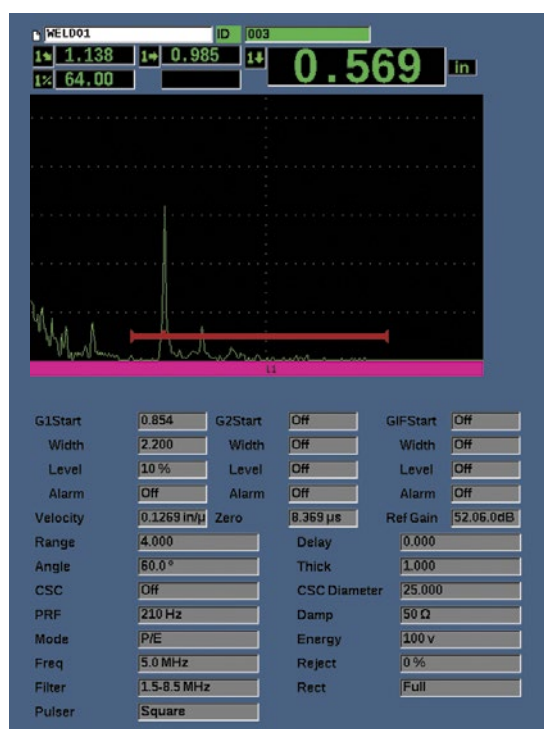 WELD01 ID 003
1 1.138 1 0.985 1 0.569 in
1% 64.00
L1
G1Start 0.854 G2Start Off GIFStart Off
Width 2.200 Width Off Width Off
Level 10 % Level Off Level Off
Alarm Off Alarm Off Alarm Off
Velocity 0.1269 in/µ Zero 8.369 µs Ref Gain 52.06.0dB
Range 4.000 Delay 0.000
Angle 60.0 ° Thick 1.000
CSC Off CSC Diameter 25.000
PRF 210 Hz Damp 50 Ω
Mode P/E Energy 100 v
Freq 5.0 MHz Reject 0 %
Filter 1.5-8.5 MHz Rect Full
Pulser Square